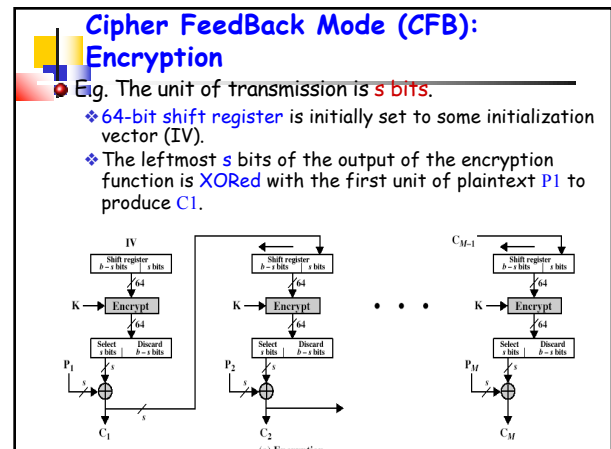 Cipher FeedBack Mode (CFB):
Encryption
E.g. The unit of transmission is s bits.
64-bit shift register is initially set to some initialization
vector (IV).
The leftmost s bits of the output of the encryption
function is XORed with the first unit of plaintext P1 to
produce C1.
IV
Shift register
b – s bits | s bits
64
K
Encrypt
64
Select Discard
s bits b – s bits
s
P1
s
C1
s
Shift register
b – s bits | s bits
64
K
Encrypt
64
Select Discard
s bits b – s bits
s
P2
s
C2
• • •
CM–1
Shift register
b – s bits | s bits
64
K
Encrypt
64
Select Discard
s bits b – s bits
s
PM
s
CM
(a) Encryption